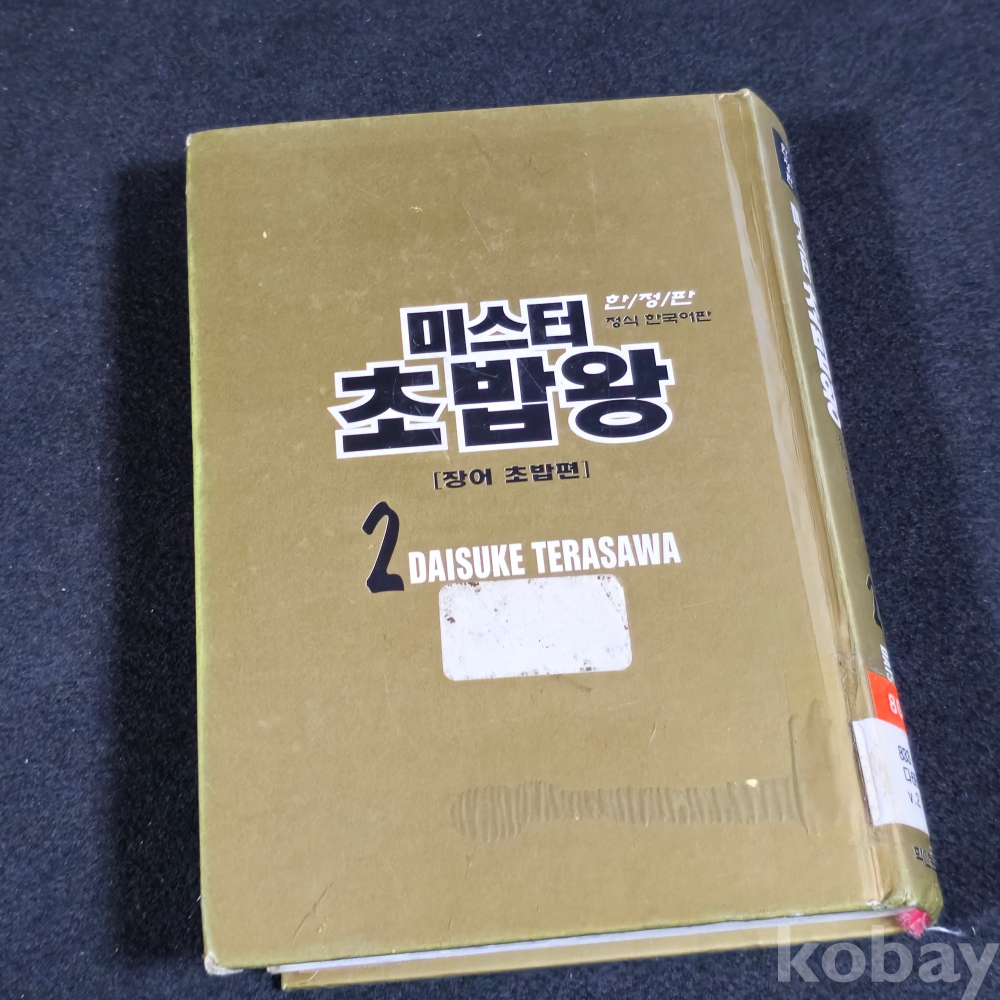 한/정/판
정식 한국어판
미스터
초밥왕
[장어 초밥편]
2 DAISUKE TERASAWA
kobay